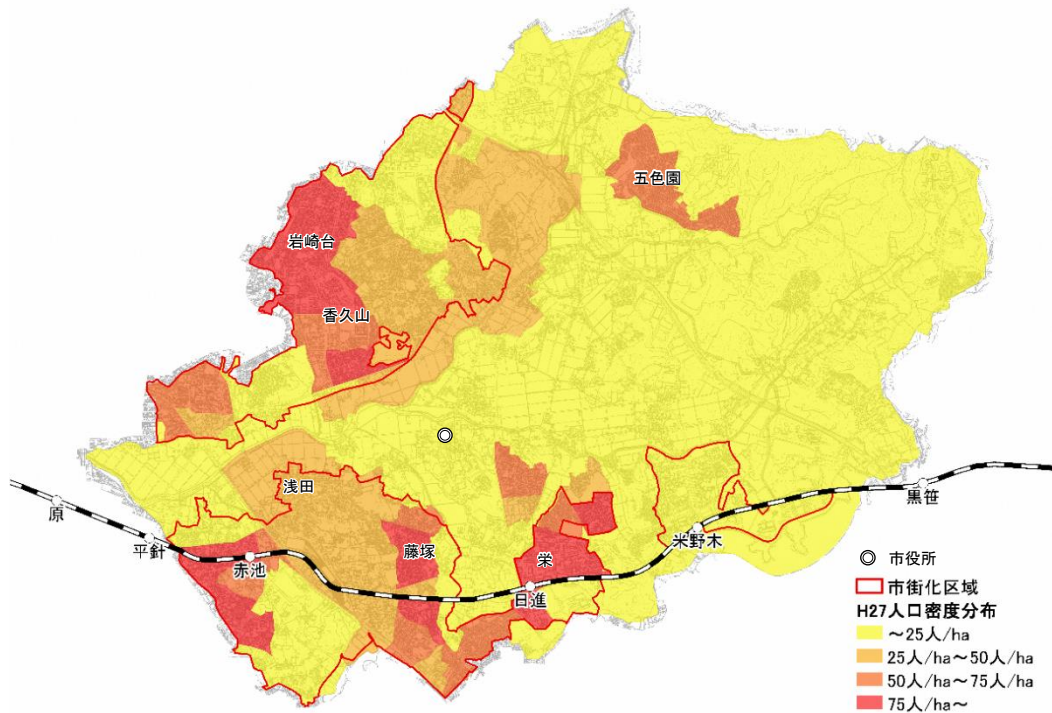 五色園
岩崎台
香久山
浅田
原
平針
赤池
藤塚
栄
日進
米野木
黒笹
市役所
市街化区域
H27人口密度分布
～25人/ha
25人/ha～50人/ha
50人/ha～75人/ha
75人/ha～